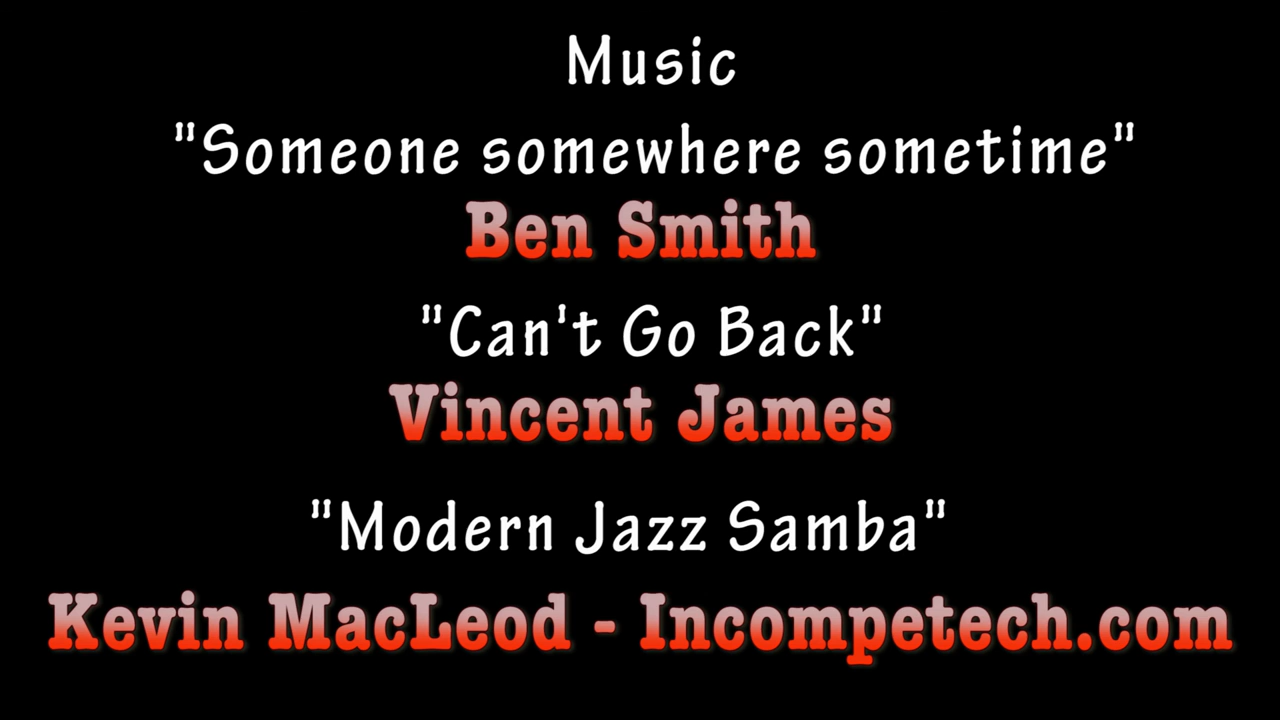 Music
"Someone somewhere sometime"
Ben Smith
"Can't Go Back"
Vincent James
"Modern Jazz Samba"
Kevin MacLeod - Incompetech.com